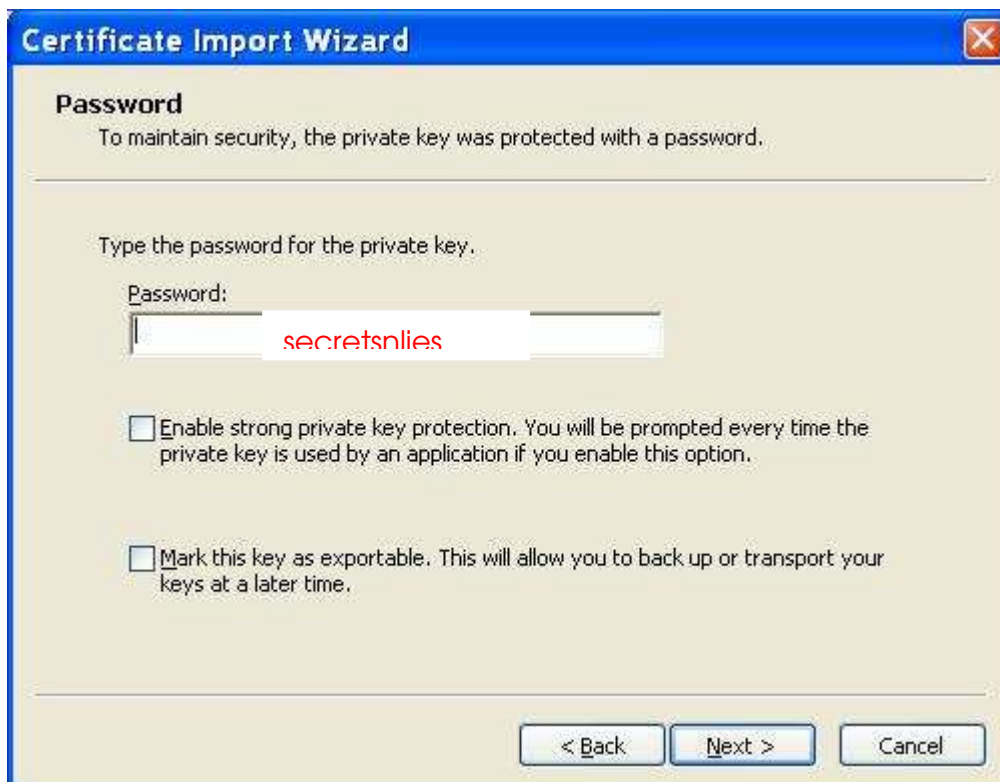 Certificate Import Wizard
Password
To maintain security, the private key was protected with a password.
Type the password for the private key.
Password:
secretsnlies
Enable strong private key protection. You will be prompted every time the
private key is used by an application if you enable this option.
Mark this key as exportable. This will allow you to back up or transport your
keys at a later time.
< Back
Next >
Cancel